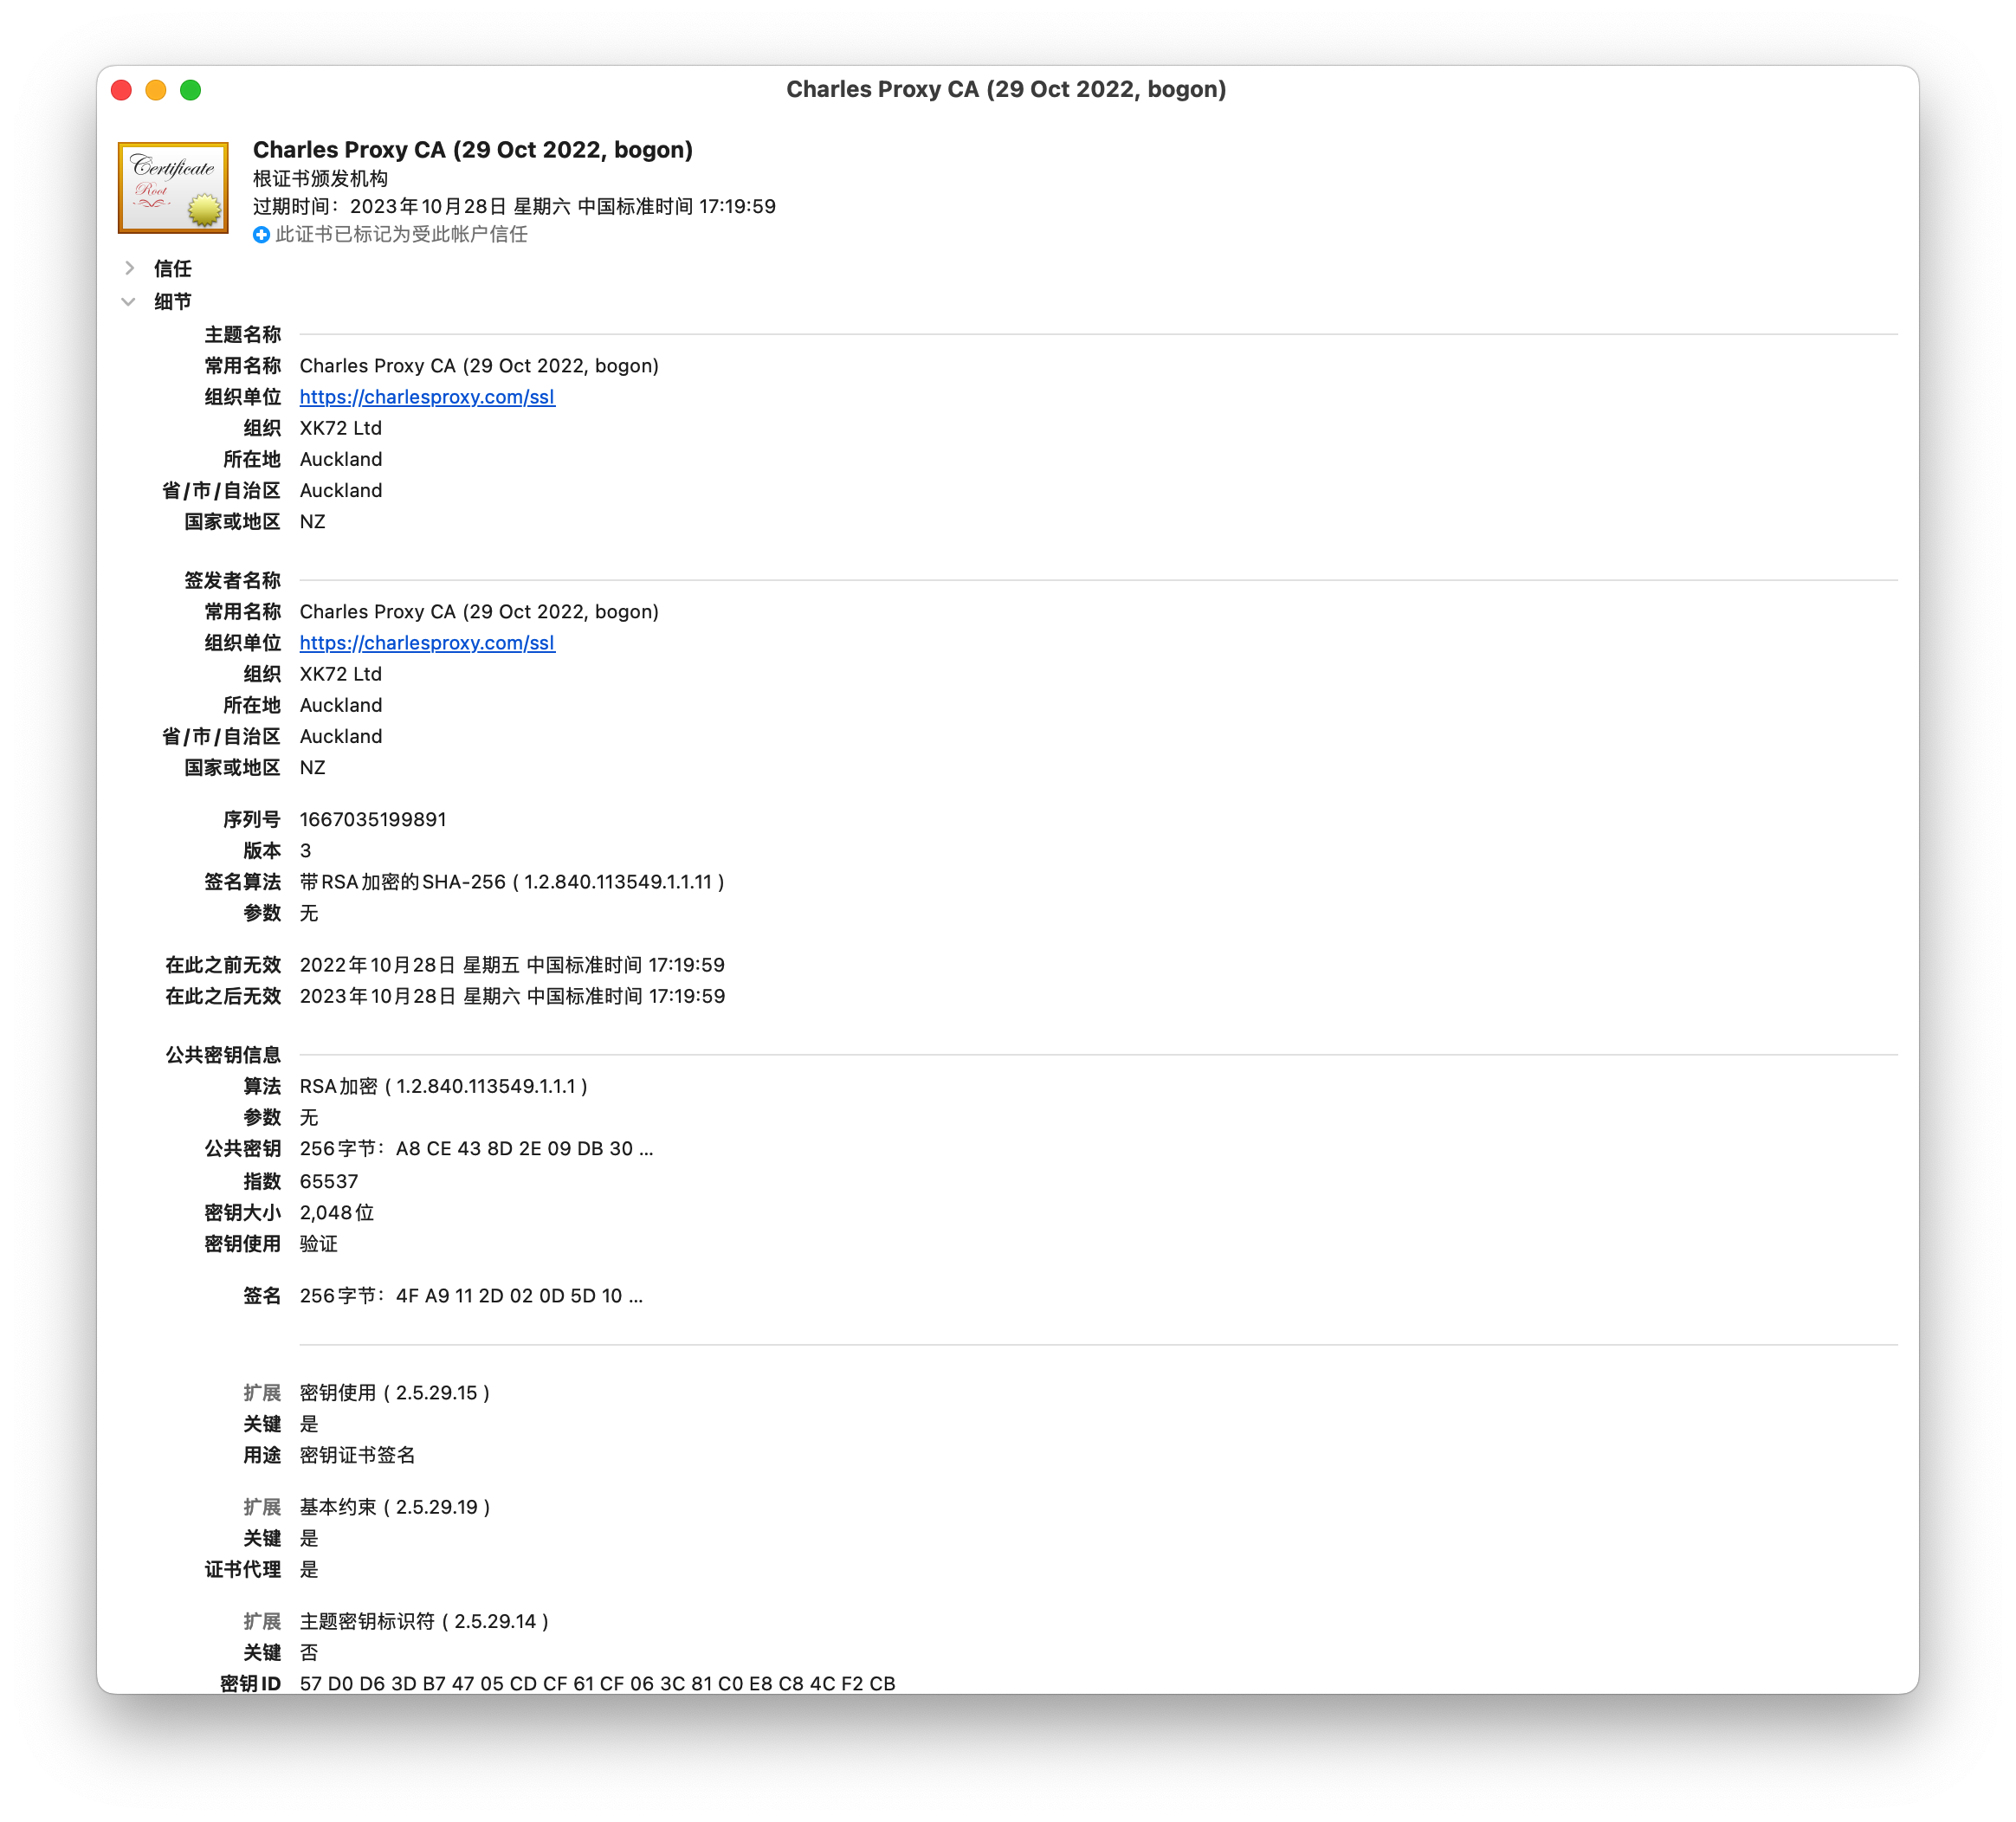 Charles Proxy CA (29 Oct 2022, bogon)
Certificate
Root
Charles Proxy CA (29 Oct 2022, bogon)
根证书颁发机构
过期时间：2023年10月28日 星期六 中国标准时间 17:19:59
此证书已标记为受此帐户信任
信任
细节
主题名称
常用名称 Charles Proxy CA (29 Oct 2022, bogon)
组织单位 https://charlesproxy.com/ssl
组织 XK72 Ltd
所在地 Auckland
省/市/自治区 Auckland
国家或地区 NZ
签发者名称
常用名称 Charles Proxy CA (29 Oct 2022, bogon)
组织单位 https://charlesproxy.com/ssl
组织 XK72 Ltd
所在地 Auckland
省/市/自治区 Auckland
国家或地区 NZ
序列号 1667035199891
版本 3
签名算法 带RSA加密的SHA-256 ( 1.2.840.113549.1.1.11 )
参数 无
在此之前无效 2022年10月28日 星期五 中国标准时间 17:19:59
在此之后无效 2023年10月28日 星期六 中国标准时间 17:19:59
公共密钥信息
算法 RSA加密 ( 1.2.840.113549.1.1.1 )
参数 无
公共密钥 256字节：A8 CE 43 8D 2E 09 DB 30 ...
指数 65537
密钥大小 2,048位
密钥使用 验证
签名 256字节：4F A9 11 2D 02 0D 5D 10 ...
扩展 密钥使用 ( 2.5.29.15 )
关键 是
用途 密钥证书签名
扩展 基本约束 ( 2.5.29.19 )
关键 是
证书代理 是
扩展 主题密钥标识符 ( 2.5.29.14 )
关键 否
密钥ID 57 D0 D6 3D B7 47 05 CD CF 61 CF 06 3C 81 C0 E8 C8 4C F2 CB